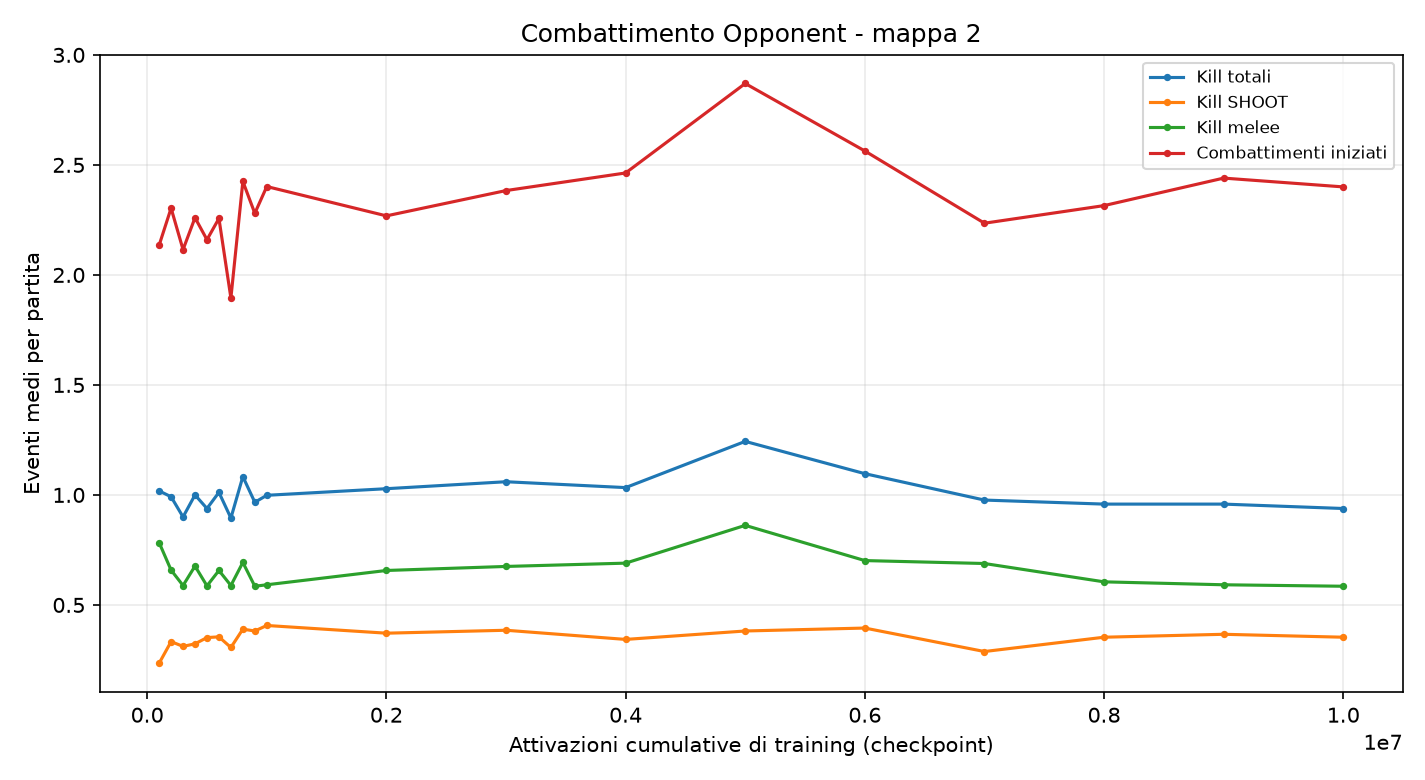 Combattimento Opponent - mappa 2
Kill totali
Kill SHOOT
Kill melee
Combattimenti iniziati
Eventi medi per partita
3.0
2.5
2.0
1.5
1.0
0.5
0.0 0.2 0.4 0.6 0.8 1.0
1e7
Attivazioni cumulative di training (checkpoint)